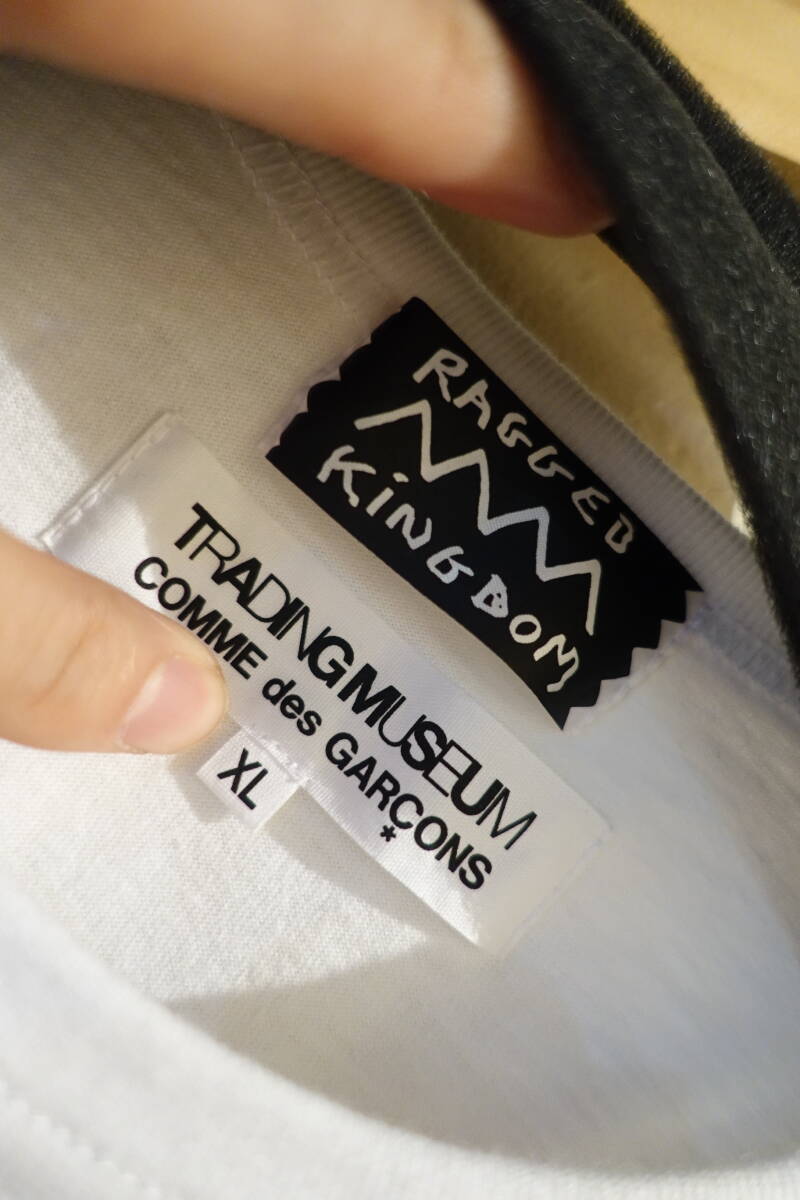 RAGGED
KiNGDOM
TRADING MUSEUM
COMME des GARÇONS
*
XL